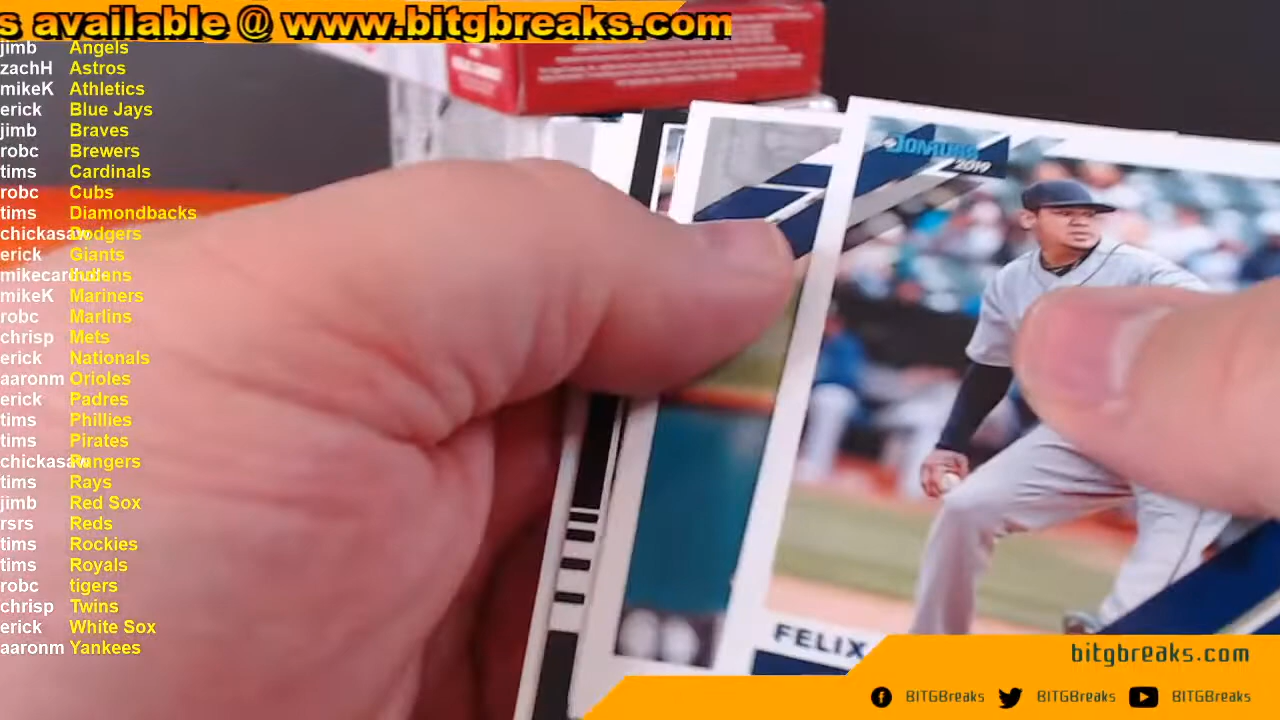 s available @ www.bitgbreaks.com
jimb Angels
zachH Astros
mikeK Athletics
erick Blue Jays
jimb Braves
robc Brewers
tims Cardinals
robc Cubs
tims Diamondbacks
chickasaw Dodgers
erick Giants
mikecardude Indians
mikeK Mariners
robc Marlins
chrisp Mets
erick Nationals
aaronm Orioles
erick Padres
tims Phillies
tims Pirates
chickasaw Rangers
tims Rays
jimb Red Sox
rsrs Reds
tims Rockies
tims Royals
robc tigers
chrisp Twins
erick White Sox
aaronm Yankees
DONRUSS
2019
FELIX
bitgbreaks.com
BITGBreaks BITGBreaks BITGBreaks